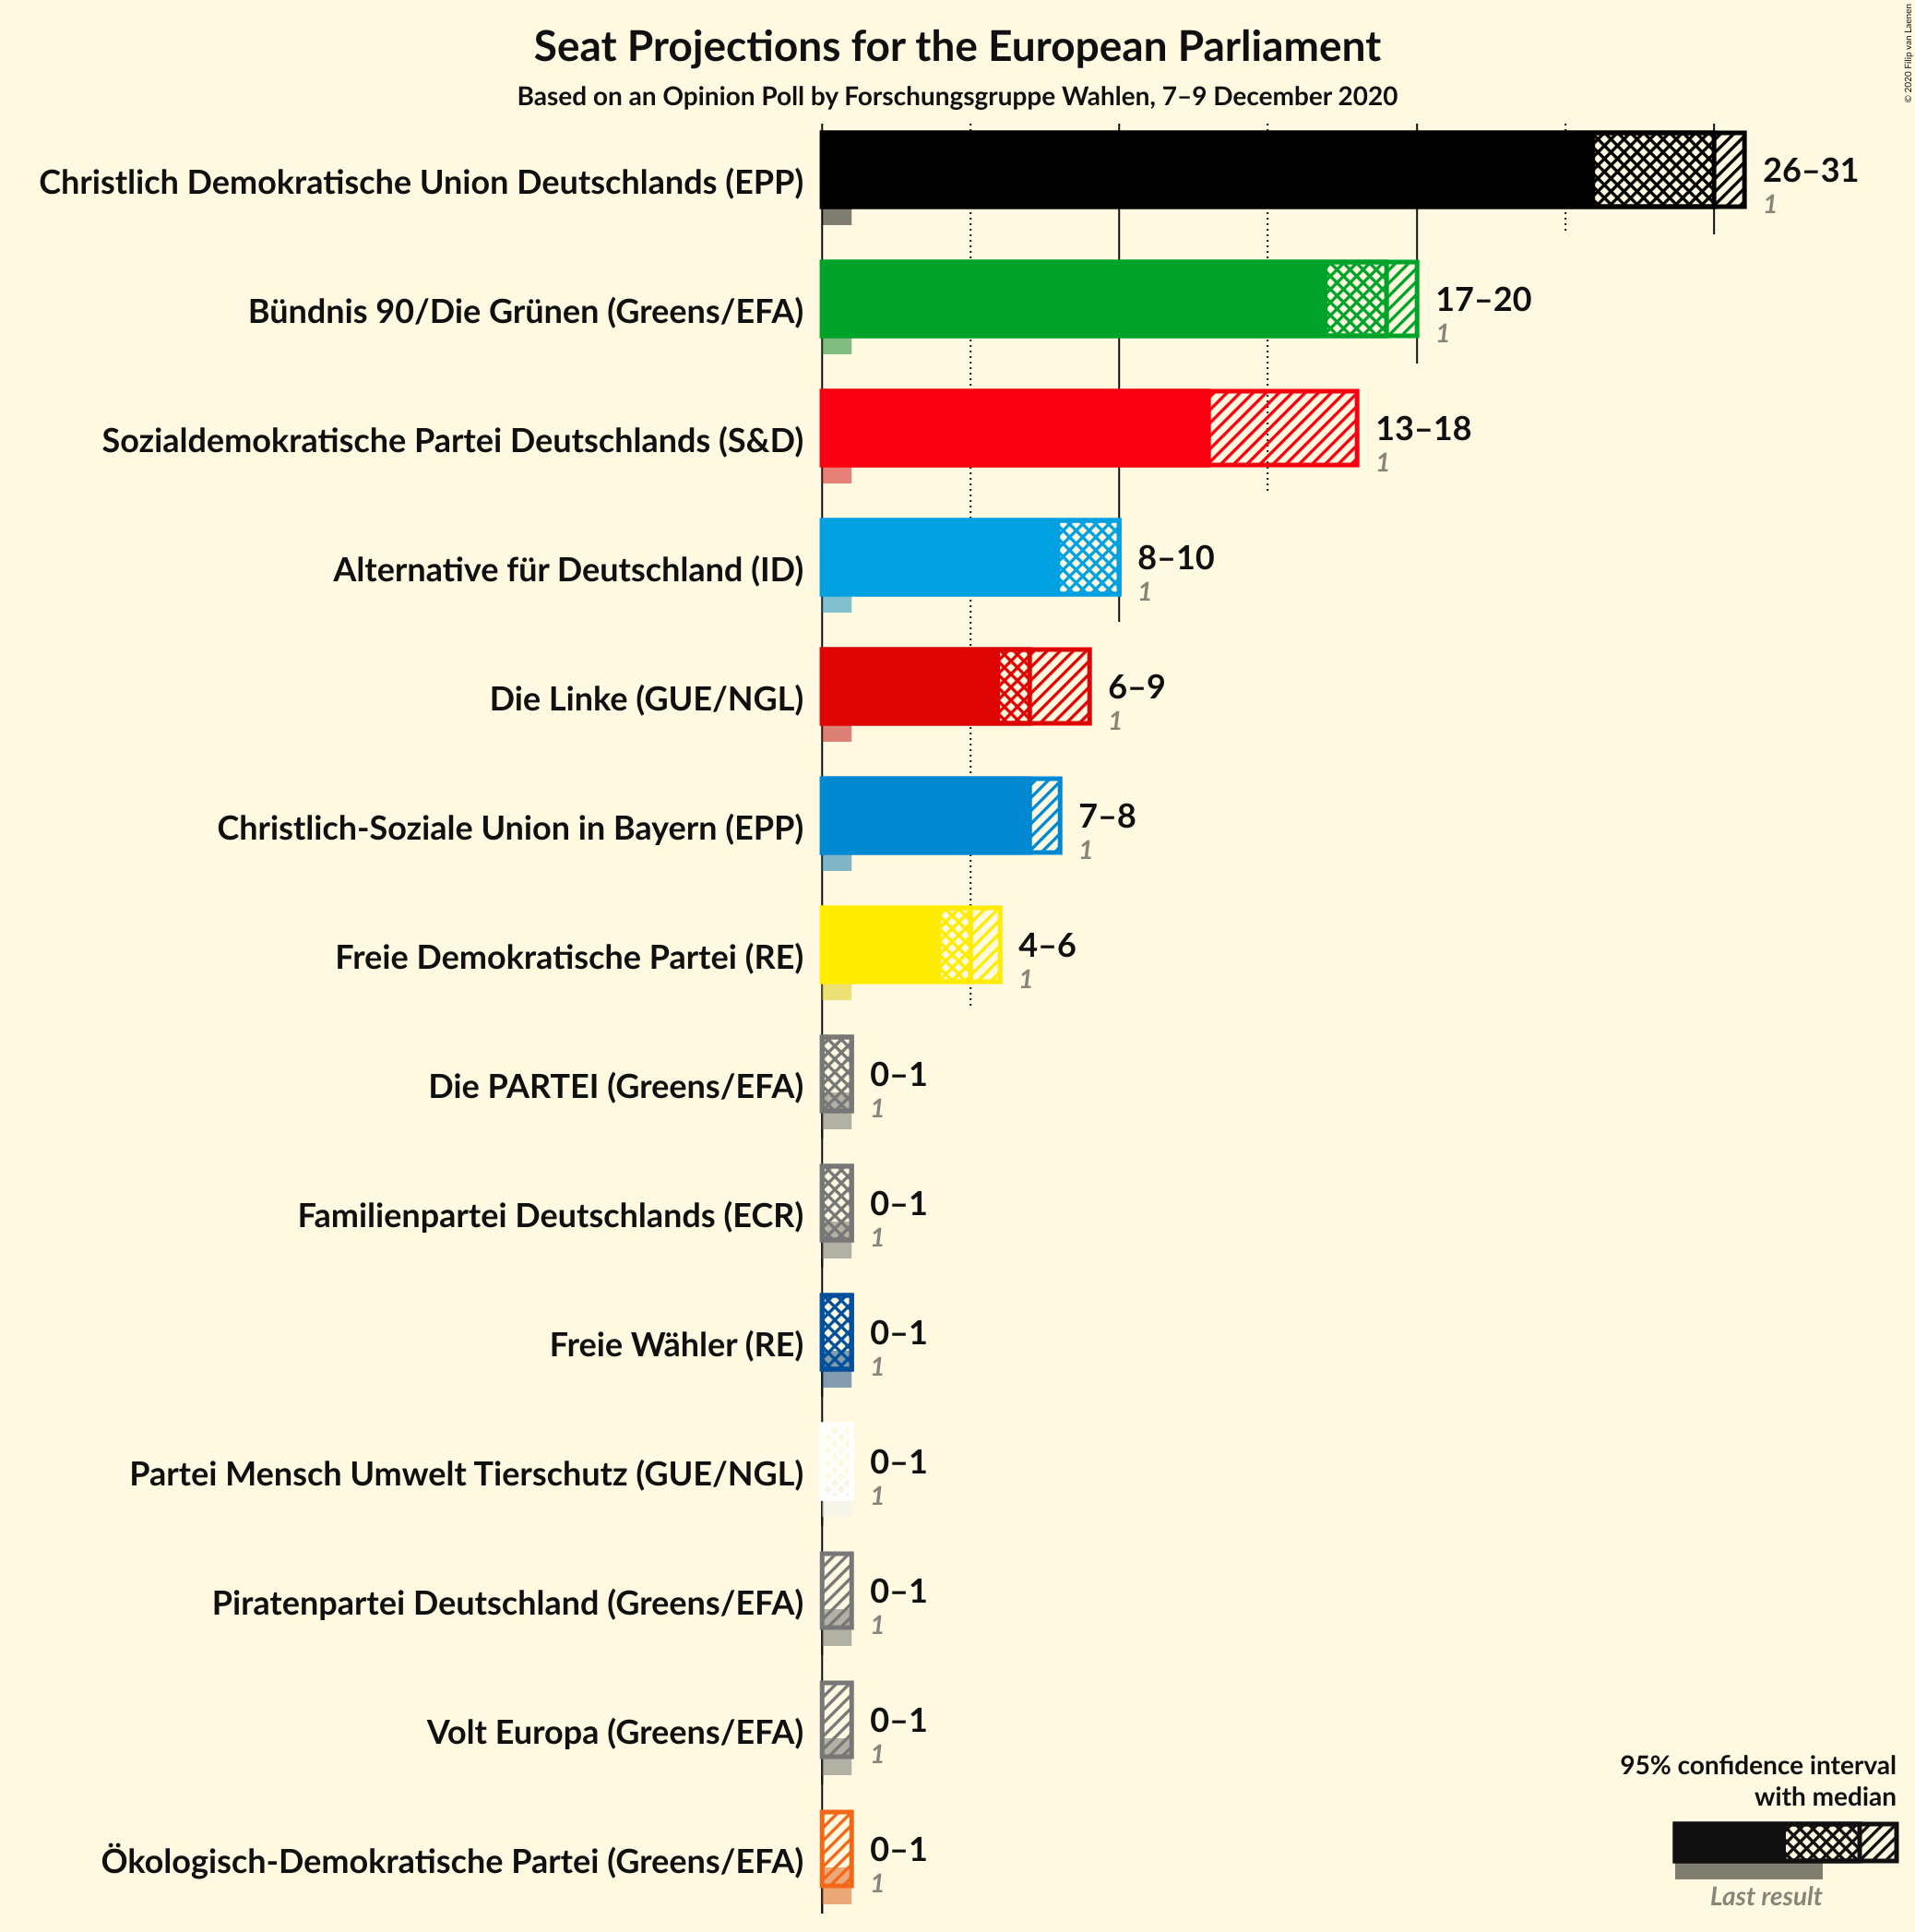 Seat Projections for the European Parliament
Based on an Opinion Poll by Forschungsgruppe Wahlen, 7–9 December 2020
© 2020 Filip van Laenen
Christlich Demokratische Union Deutschlands (EPP)
26–31
1
Bündnis 90/Die Grünen (Greens/EFA)
17–20
1
Sozialdemokratische Partei Deutschlands (S&D)
13–18
1
Alternative für Deutschland (ID)
8–10
1
Die Linke (GUE/NGL)
6–9
1
Christlich-Soziale Union in Bayern (EPP)
7–8
1
Freie Demokratische Partei (RE)
4–6
1
Die PARTEI (Greens/EFA)
0–1
1
Familienpartei Deutschlands (ECR)
0–1
1
Freie Wähler (RE)
0–1
1
Partei Mensch Umwelt Tierschutz (GUE/NGL)
0–1
1
Piratenpartei Deutschland (Greens/EFA)
0–1
1
Volt Europa (Greens/EFA)
0–1
1
Ökologisch-Demokratische Partei (Greens/EFA)
0–1
1
95% confidence interval
with median
Last result